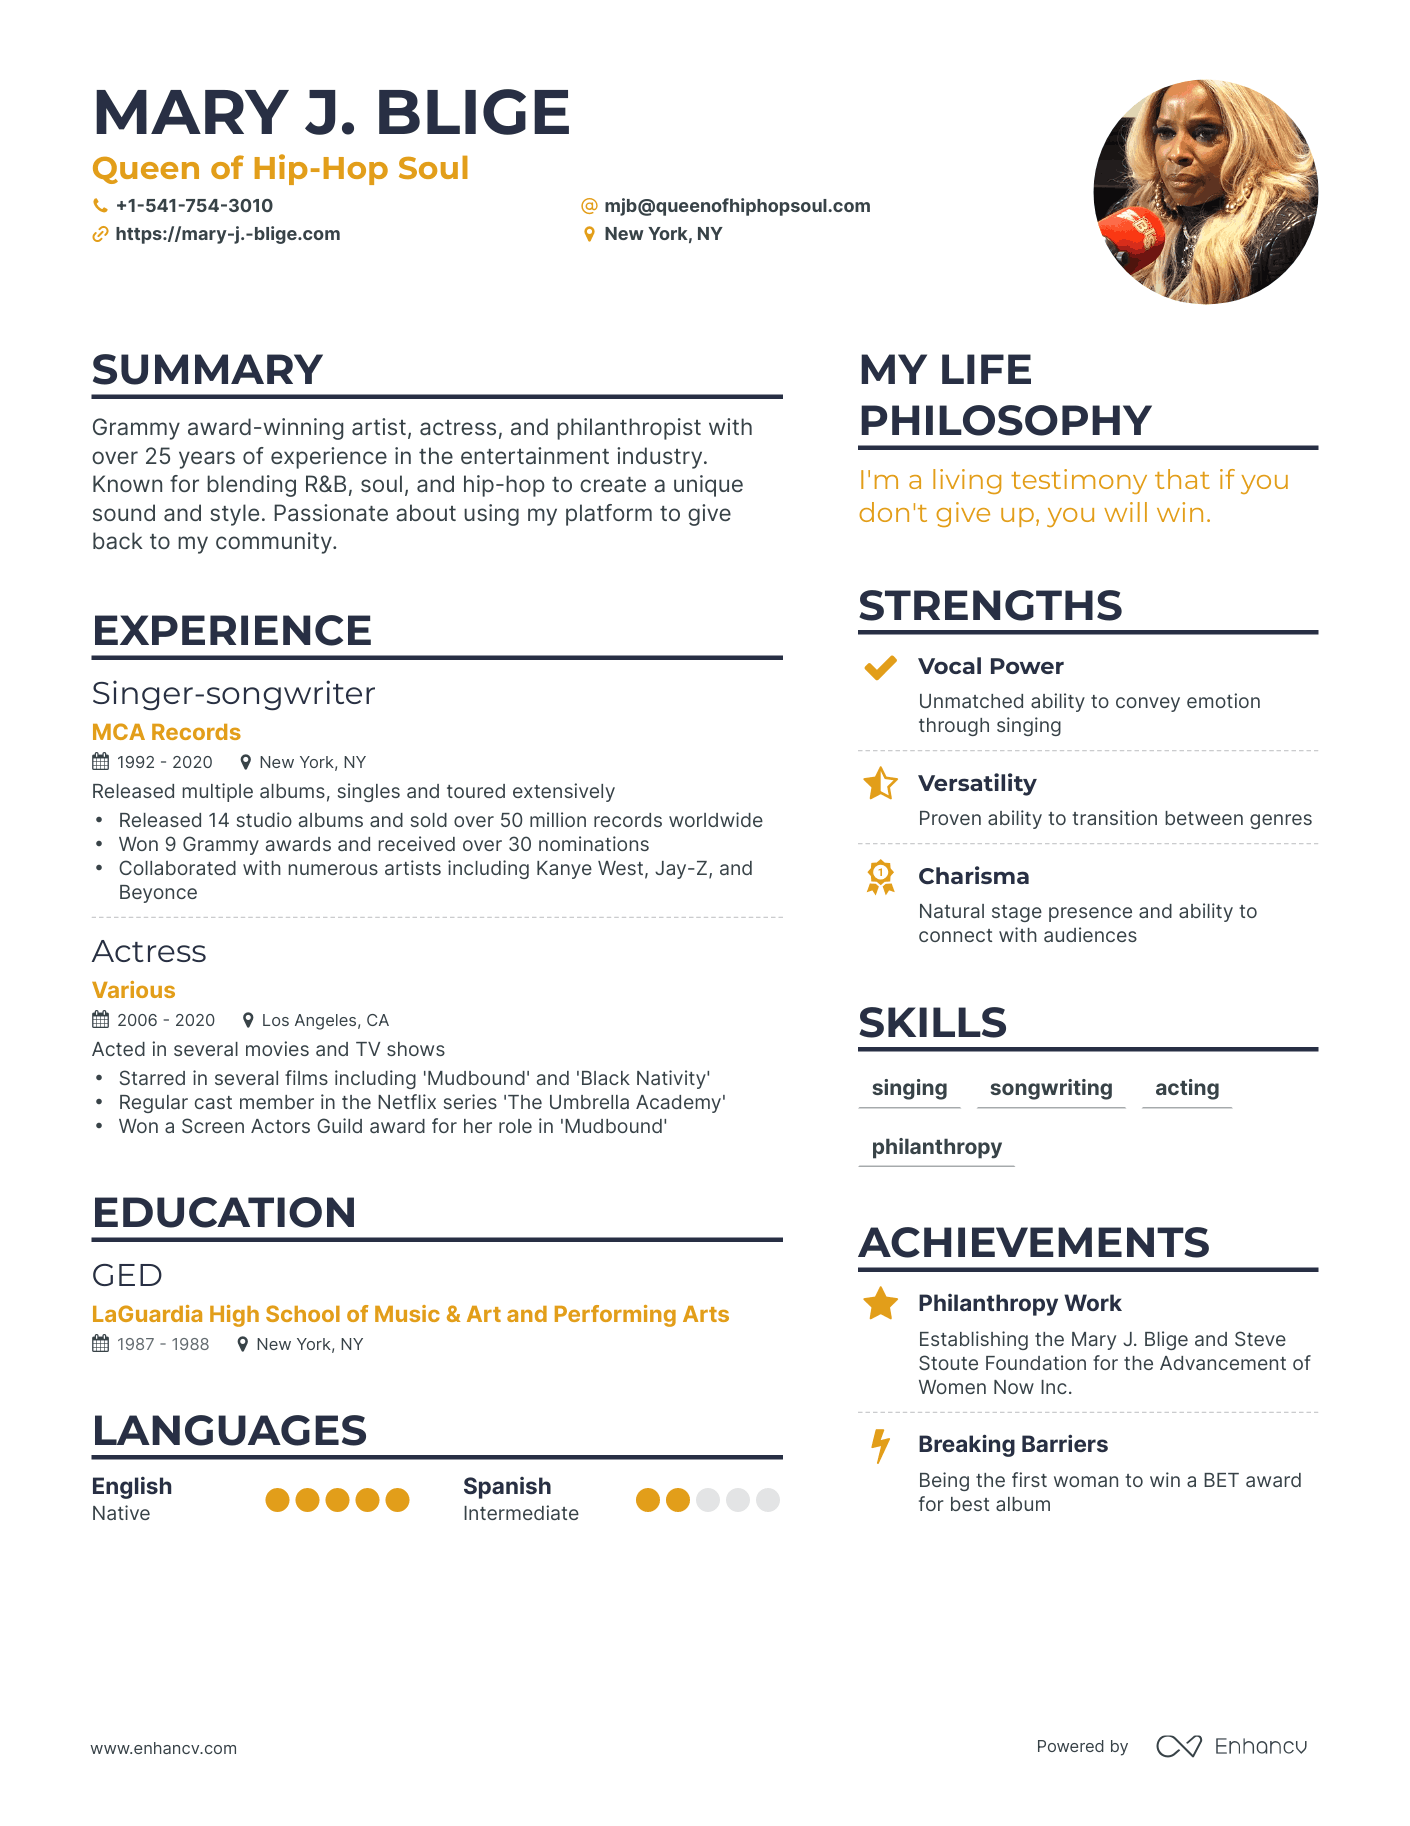 MARY J. BLIGE
Queen of Hip-Hop Soul
+1-541-754-3010
@ mjb@queenofhiphopsoul.com
https://mary-j.-blige.com
New York, NY
SUMMARY
Grammy award-winning artist, actress, and philanthropist with
over 25 years of experience in the entertainment industry.
Known for blending R&B, soul, and hip-hop to create a unique
sound and style. Passionate about using my platform to give
back to my community.
EXPERIENCE
Singer-songwriter
MCA Records
1992 - 2020 New York, NY
Released multiple albums, singles and toured extensively
• Released 14 studio albums and sold over 50 million records worldwide
• Won 9 Grammy awards and received over 30 nominations
• Collaborated with numerous artists including Kanye West, Jay-Z, and
Beyonce
Actress
Various
2006 - 2020 Los Angeles, CA
Acted in several movies and TV shows
• Starred in several films including 'Mudbound' and 'Black Nativity'
• Regular cast member in the Netflix series 'The Umbrella Academy'
• Won a Screen Actors Guild award for her role in 'Mudbound'
EDUCATION
GED
LaGuardia High School of Music & Art and Performing Arts
1987 - 1988 New York, NY
LANGUAGES
English
Native
Spanish
Intermediate
MY LIFE
PHILOSOPHY
I'm a living testimony that if you
don't give up, you will win.
STRENGTHS
Vocal Power
Unmatched ability to convey emotion
through singing
Versatility
Proven ability to transition between genres
1
Charisma
Natural stage presence and ability to
connect with audiences
SKILLS
singing songwriting acting
philanthropy
ACHIEVEMENTS
Philanthropy Work
Establishing the Mary J. Blige and Steve
Stoute Foundation for the Advancement of
Women Now Inc.
Breaking Barriers
Being the first woman to win a BET award
for best album
www.enhancv.com
Powered by Enhancv